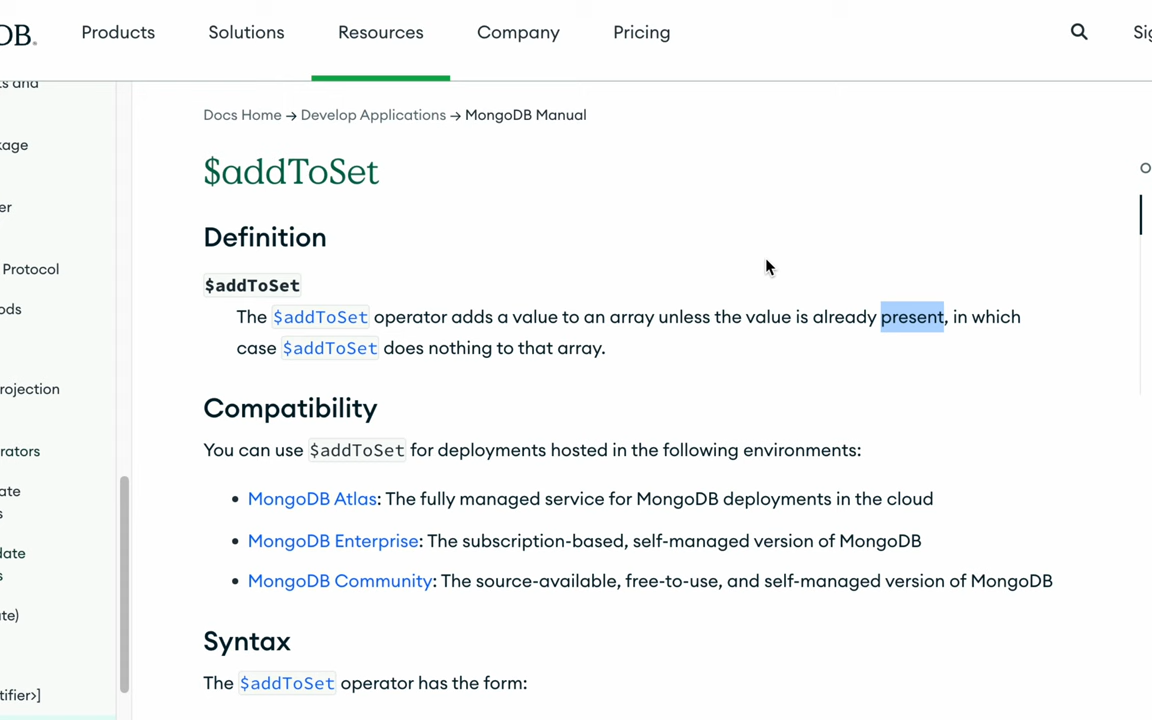 DB.
Products
Solutions
Resources
Company
Pricing
ts and
kage
er
Protocol
ods
rojection
rators
ate
s
date
s
te)
tifier>]
Docs Home → Develop Applications → MongoDB Manual
$addToSet
Definition
$addToSet
The $addToSet operator adds a value to an array unless the value is already present, in which
case $addToSet does nothing to that array.
Compatibility
You can use $addToSet for deployments hosted in the following environments:
• MongoDB Atlas: The fully managed service for MongoDB deployments in the cloud
• MongoDB Enterprise: The subscription-based, self-managed version of MongoDB
• MongoDB Community: The source-available, free-to-use, and self-managed version of MongoDB
Syntax
The $addToSet operator has the form: